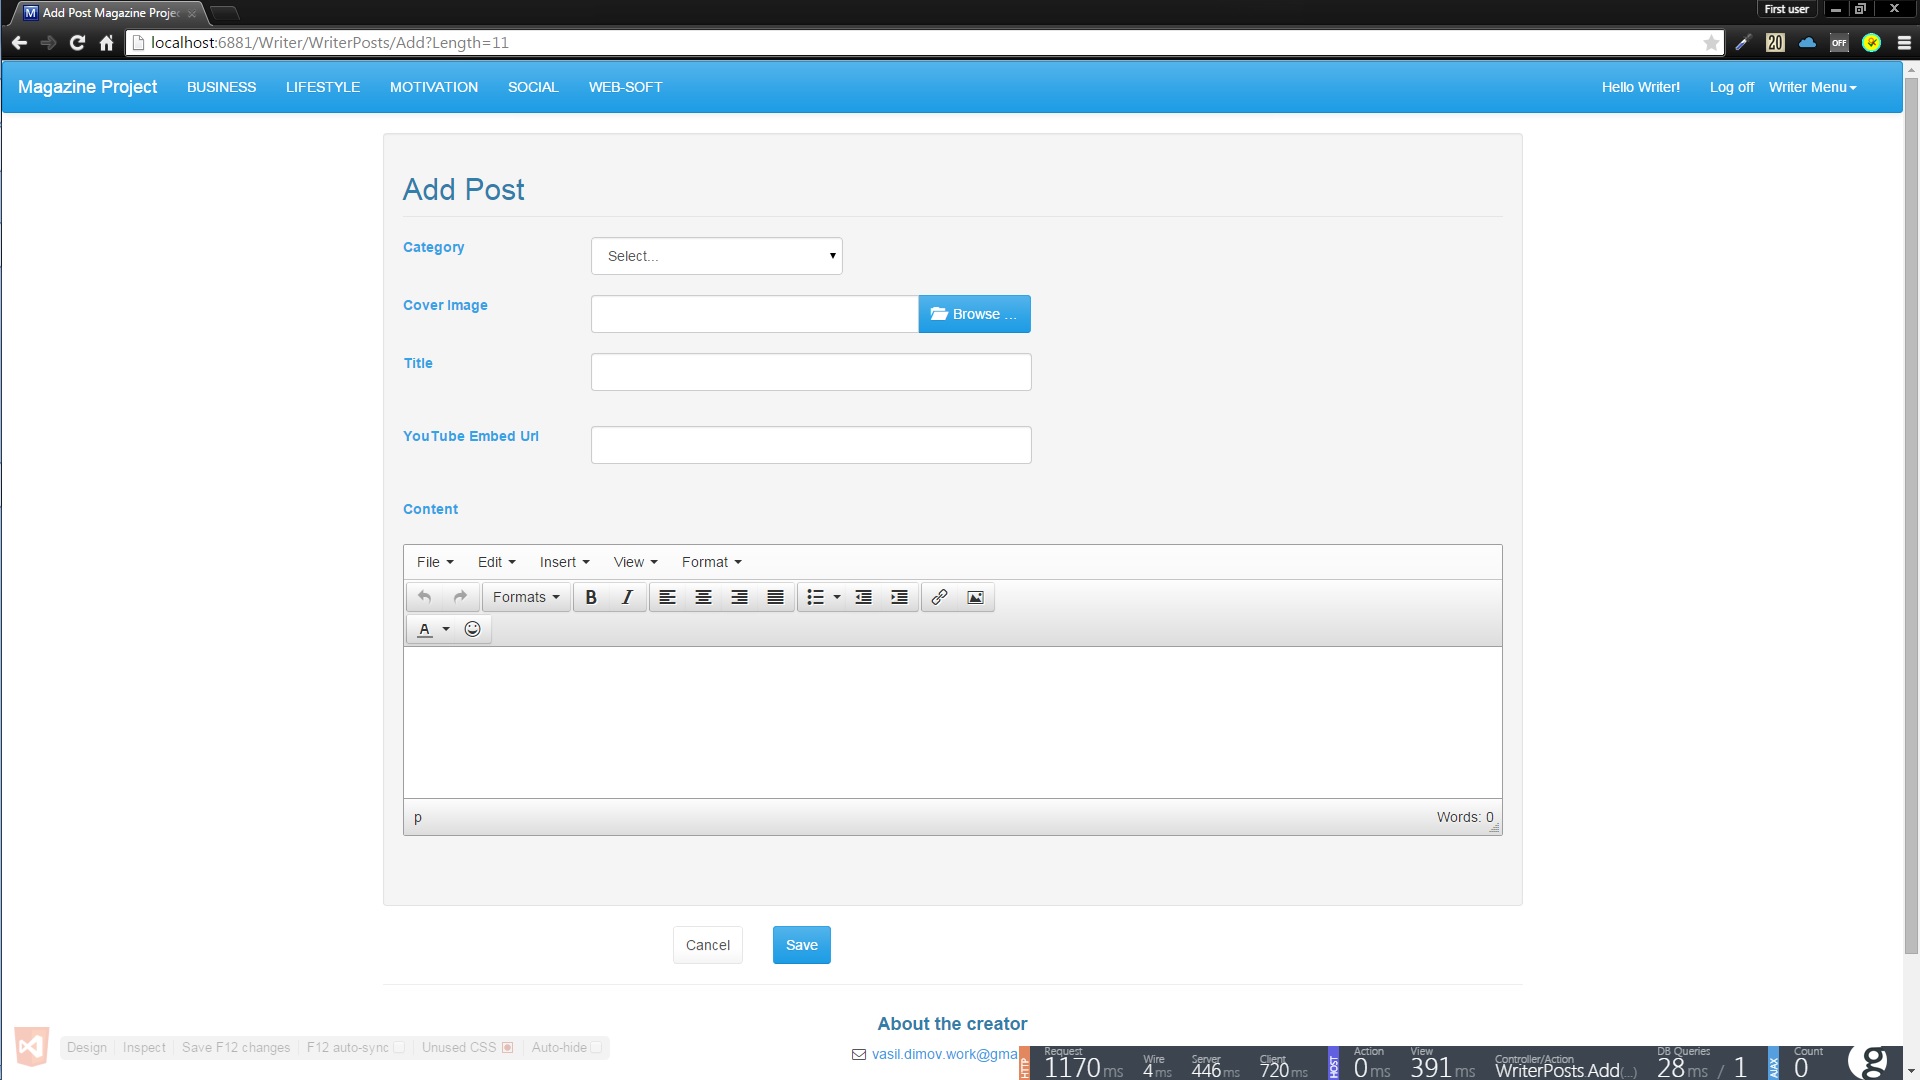 M Add Post Magazine Proje
First user
localhost:6881/Writer/WriterPosts/Add?Length=11
20 OFF
Magazine Project BUSINESS LIFESTYLE MOTIVATION SOCIAL WEB-SOFT Hello Writer! Log off Writer Menu
Add Post
Category Select...
Cover Image Browse ...
Title
YouTube Embed Url
Content
File Edit Insert View Format
Formats B I
A
p Words: 0
Cancel Save
About the creator
vasil.dimov.work@gma
Design Inspect Save F12 changes F12 auto-sync Unused CSS Auto-hide
HTTP Request 1170 ms Wire 4 ms Server 446 ms Client 720 ms HOST Action 0 ms View 391 ms Controller/Action WriterPosts Add(...) DB Queries 28 ms / 1 AJAX Count 0 g